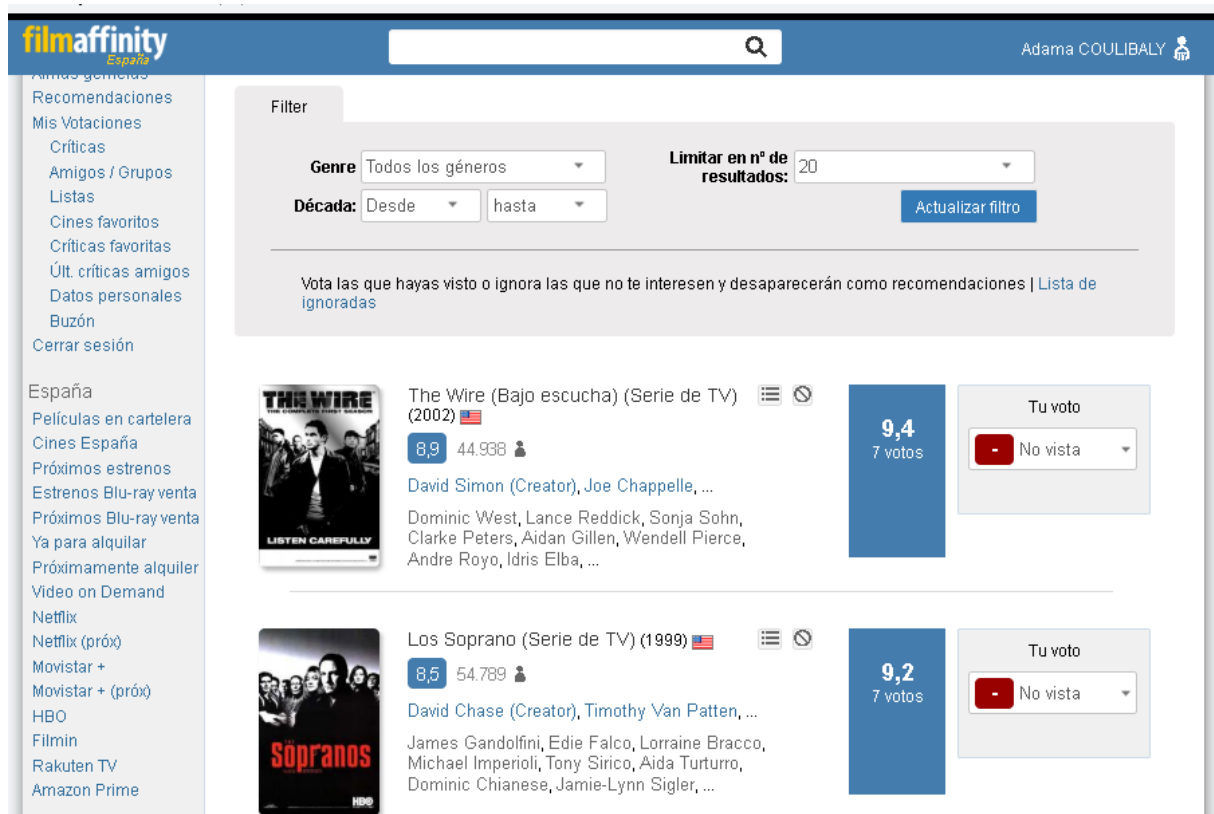 filmaffinity
España
Adama COULIBALY
Almas gemelas
Recomendaciones
Mis Votaciones
Críticas
Amigos / Grupos
Listas
Cines favoritos
Críticas favoritas
Últ. críticas amigos
Datos personales
Buzón
Cerrar sesión
España
Películas en cartelera
Cines España
Próximos estrenos
Estrenos Blu-ray venta
Próximos Blu-ray venta
Ya para alquilar
Próximamente alquiler
Video on Demand
Netflix
Netflix (próx)
Movistar +
Movistar + (próx)
HBO
Filmin
Rakuten TV
Amazon Prime
Filter
Genre Todos los géneros
Limitar en nº de
resultados: 20
Década: Desde hasta
Actualizar filtro
Vota las que hayas visto o ignora las que no te interesen y desaparecerán como recomendaciones | Lista de
ignoradas
THE WIRE
THE COMPLETE FIRST SEASON
LISTEN CAREFULLY
The Wire (Bajo escucha) (Serie de TV)
(2002)
8,9 44.938
David Simon (Creator), Joe Chappelle, ...
Dominic West, Lance Reddick, Sonja Sohn,
Clarke Peters, Aidan Gillen, Wendell Pierce,
Andre Royo, Idris Elba, ...
9,4
7 votos
Tu voto
- No vista
THE
Sopranos
HBO
Los Soprano (Serie de TV) (1999)
8,5 54.789
David Chase (Creator), Timothy Van Patten, ...
James Gandolfini, Edie Falco, Lorraine Bracco,
Michael Imperioli, Tony Sirico, Aida Turturro,
Dominic Chianese, Jamie-Lynn Sigler, ...
9,2
7 votos
Tu voto
- No vista